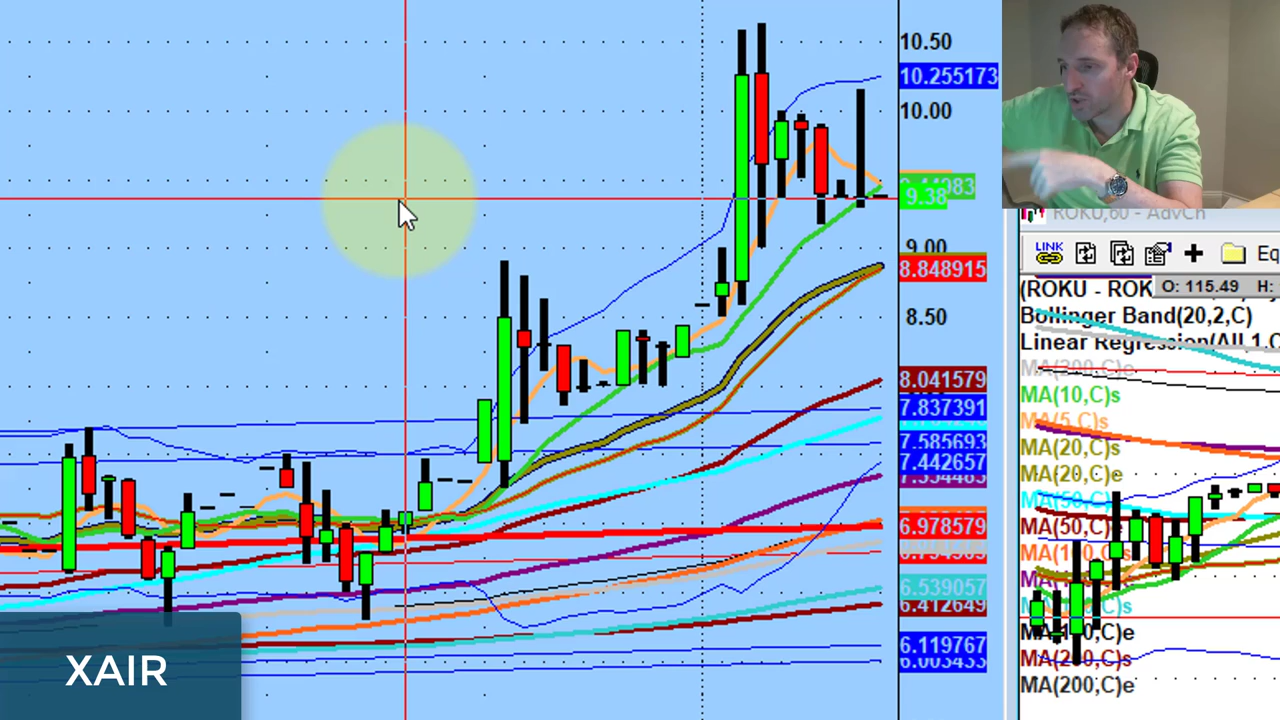 10.50
10.255173
10.00
9.38
9.00
8.848915
8.50
8.041579
7.837391
7.585693
7.442657
6.978579
6.539057
6.412649
6.119767
XAIR
ROKU,60 - AdvCh
LINK
Eq
(ROKU - ROK
O: 115.49 H:
Bollinger Band(20,2,C)
Linear Regression(All,1,C
MA(200,C)e
MA(10,C)s
MA(5,C)s
MA(20,C)s
MA(20,C)e
MA(50,C)s
MA(50,C)e
MA(200,C)s
MA(200,C)e